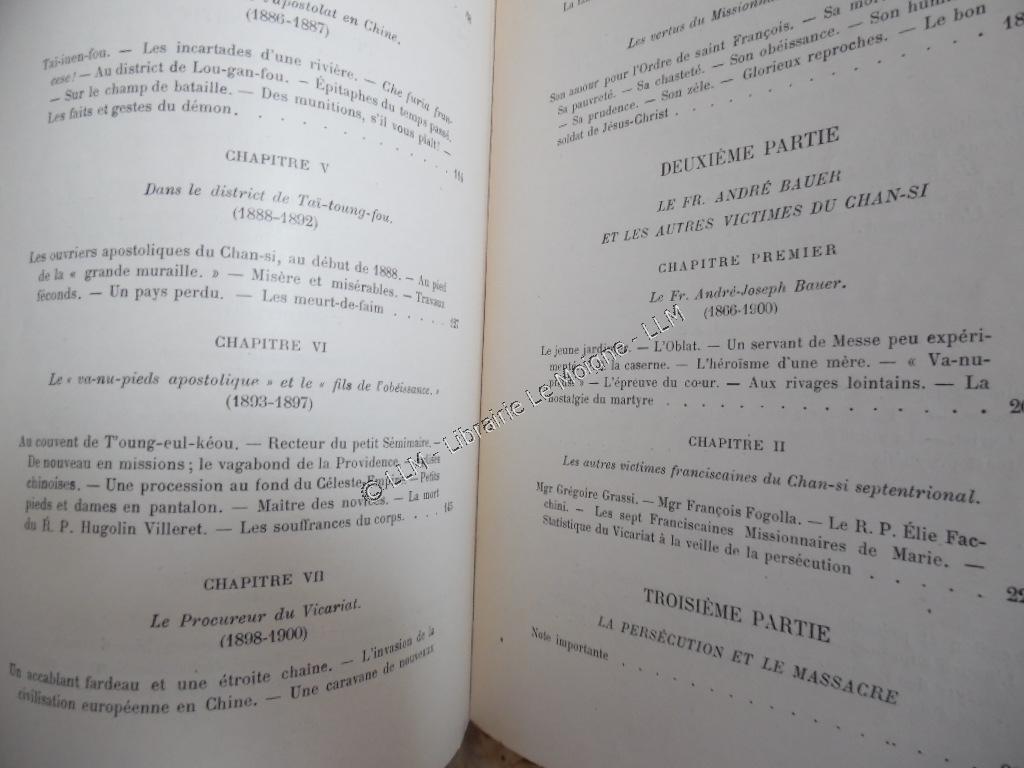 apostolat en Chine.
(1886-1887)
Taï-iuen-fou. — Les incartades d'une rivière. — Che furia fran-
cese! — Au district de Lou-gan-fou. — Épitaphes du temps passé.
— Sur le champ de bataille. — Des munitions, s'il vous plaît! —
Les faits et gestes du démon. . . . . . . . . . 114
CHAPITRE V
Dans le district de Taï-toung-fou.
(1888-1892)
Les ouvriers apostoliques du Chan-si, au début de 1888. — Au pied
de la « grande muraille. » — Misère et misérables. — Travaux
féconds. — Un pays perdu. — Les meurt-de-faim . . . . . 127
CHAPITRE VI
Le « va-nu-pieds apostolique » et le « fils de l'obéissance. »
(1893-1897)
Au couvent de T'oung-eul-kéou. — Recteur du petit Séminaire. —
De nouveau en missions; le vagabond de la Providence.
chinoises. — Une procession au fond du Céleste Empire. — Petits
pieds et dames en pantalon. — Maître des novices. — La mort
du R. P. Hugolin Villeret. — Les souffrances du corps. . . . 145
CHAPITRE VII
Le Procureur du Vicariat.
(1898-1900)
Un accablant fardeau et une étroite chaîne. — L'invasion de la
civilisation européenne en Chine. — Une caravane de nouveaux
Les vertus du Missionna
Son amour pour l'Ordre de saint François. — Sa mo
Sa pauvreté. — Sa chasteté. — Son obéissance. — Son hum
— Sa prudence. — Son zèle. — Glorieux reproches. — Le bon
soldat de Jésus-Christ . . . . . . . . . . 18
DEUXIÈME PARTIE
LE FR. ANDRÉ BAUER
ET LES AUTRES VICTIMES DU CHAN-SI
CHAPITRE PREMIER
Le Fr. André-Joseph Bauer.
(1866-1900)
Le jeune jardinier. — L'Oblat. — Un servant de Messe peu expéri-
menté. la caserne. — L'héroïsme d'une mère. — « Va-nu-
pieds » — L'épreuve du cœur. — Aux rivages lointains. — La
nostalgie du martyre . . . . . . . . . . 20
CHAPITRE II
Les autres victimes franciscaines du Chan-si septentrional.
Mgr Grégoire Grassi. — Mgr François Fogolla. — Le R. P. Élie Fac-
chini. — Les sept Franciscaines Missionnaires de Marie. —
Statistique du Vicariat à la veille de la persécution . . . . 22
TROISIÈME PARTIE
LA PERSÉCUTION ET LE MASSACRE
Note importante . . . . . . . . . .
© LLM - Librairie Le Moigne - LLM